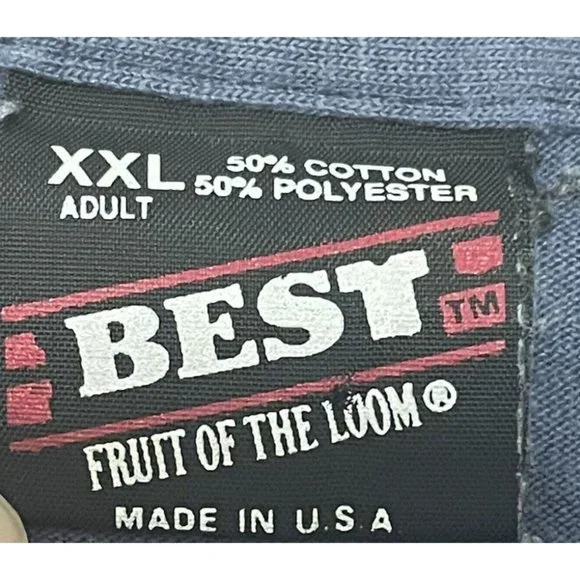 XXL 50% COTTON
ADULT 50% POLYESTER
BEST TM
FRUIT OF THE LOOM®
MADE IN U.S A